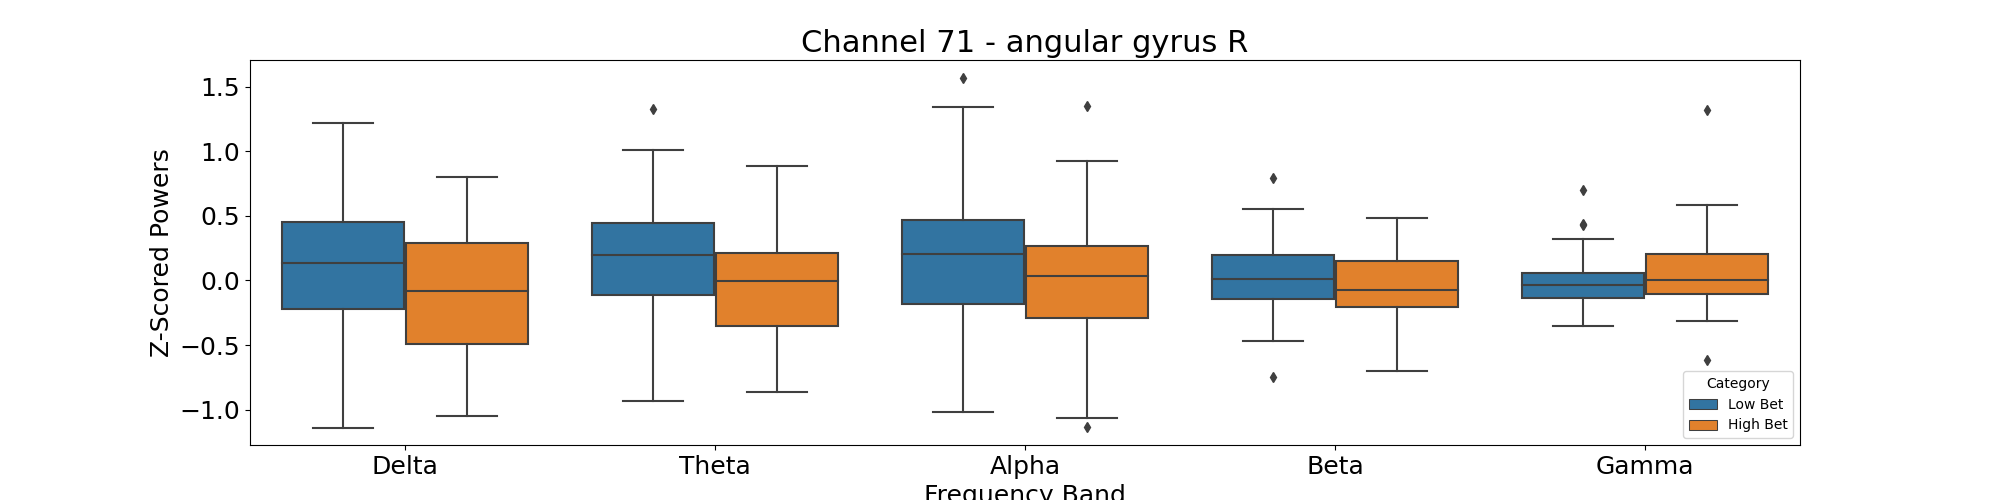 Channel 71 - angular gyrus R
Z-Scored Powers
1.5
1.0
0.5
0.0
−0.5
−1.0
Category
Low Bet
High Bet
Delta Theta Alpha Beta Gamma
Frequency Band